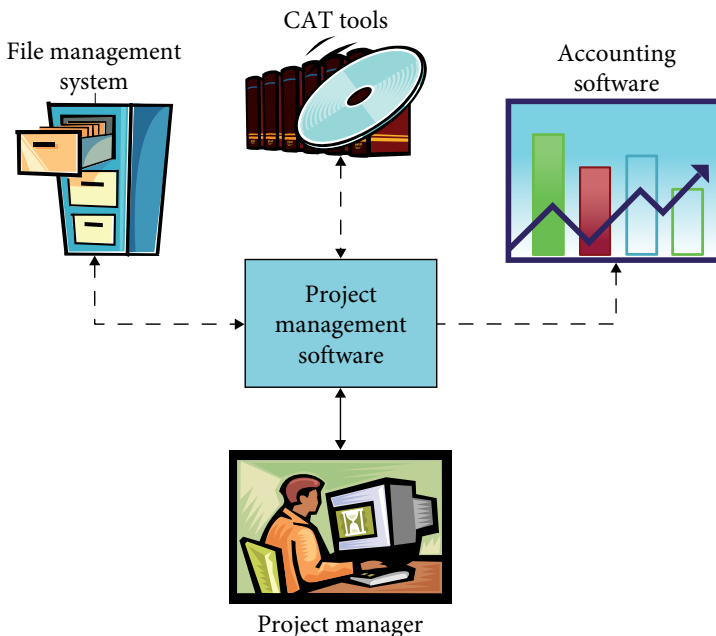 CAT tools
File management
system
Accounting
software
Project
management
software
Project manager